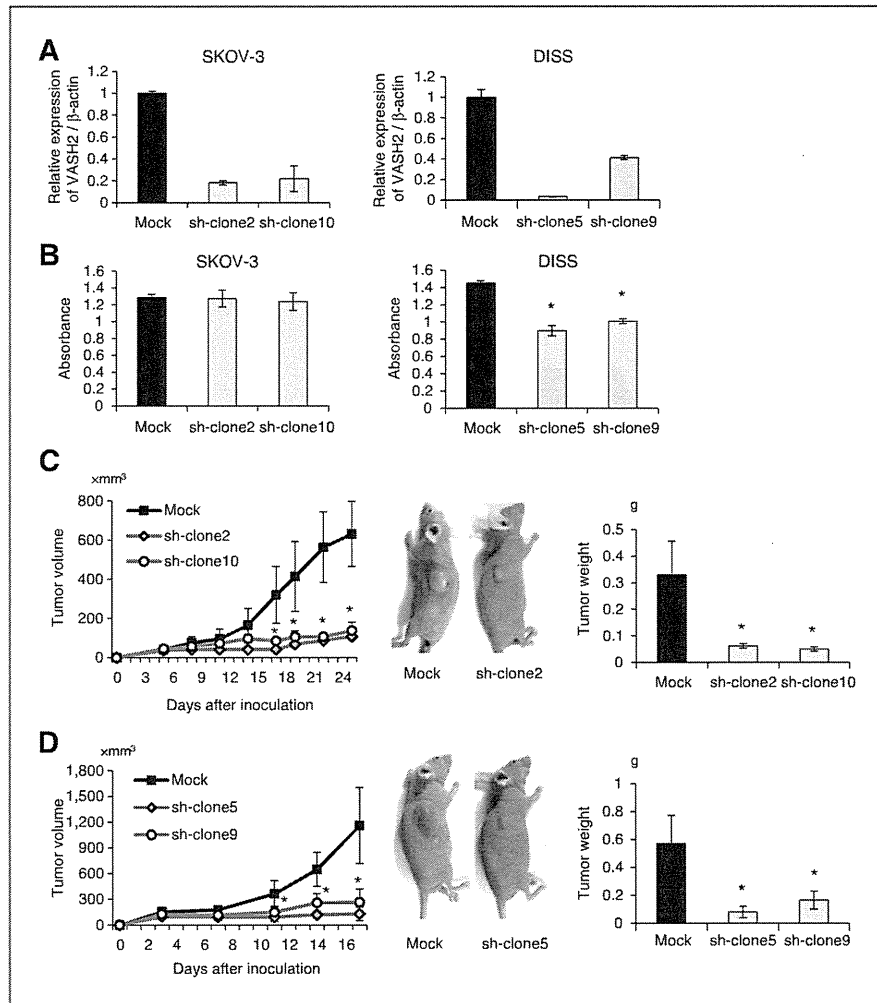 A
SKOV-3
DISS
Relative expression
of VASH2 / β-actin
1.2
1
0.8
0.6
0.4
0.2
0
Mock
sh-clone2
sh-clone10
Relative expression
of VASH2 / β-actin
1.2
1
0.8
0.6
0.4
0.2
0
Mock
sh-clone5
sh-clone9
B
SKOV-3
DISS
Absorbance
1.6
1.4
1.2
1
0.8
0.6
0.4
0.2
0
Mock
sh-clone2
sh-clone10
Absorbance
1.6
1.4
1.2
1
0.8
0.6
0.4
0.2
0
* *
Mock
sh-clone5
sh-clone9
C
×mm³
Tumor volume
800
600
400
200
0
Mock
sh-clone2
sh-clone10
* * * *
0 3 6 9 12 15 18 21 24
Days after inoculation
Mock
sh-clone2
g
Tumor weight
0.5
0.4
0.3
0.2
0.1
0
* *
Mock
sh-clone2
sh-clone10
D
×mm³
Tumor volume
1,800
1,500
1,200
900
600
300
0
Mock
sh-clone5
sh-clone9
* * *
0 2 4 6 8 10 12 14 16
Days after inoculation
Mock
sh-clone5
g
Tumor weight
1
0.8
0.6
0.4
0.2
0
* *
Mock
sh-clone5
sh-clone9